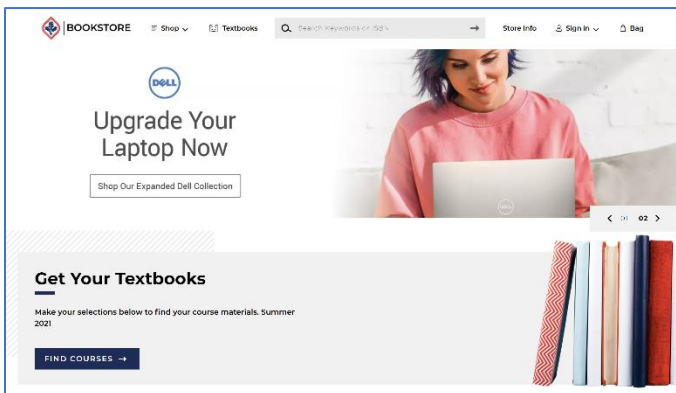 BOOKSTORE
Shop
Textbooks
Search Keywords or ISBN
Store Info
Sign In
Bag
DELL
Upgrade Your
Laptop Now
Shop Our Expanded Dell Collection
DELL
01 02
Get Your Textbooks
Make your selections below to find your course materials. Summer
2021
FIND COURSES →